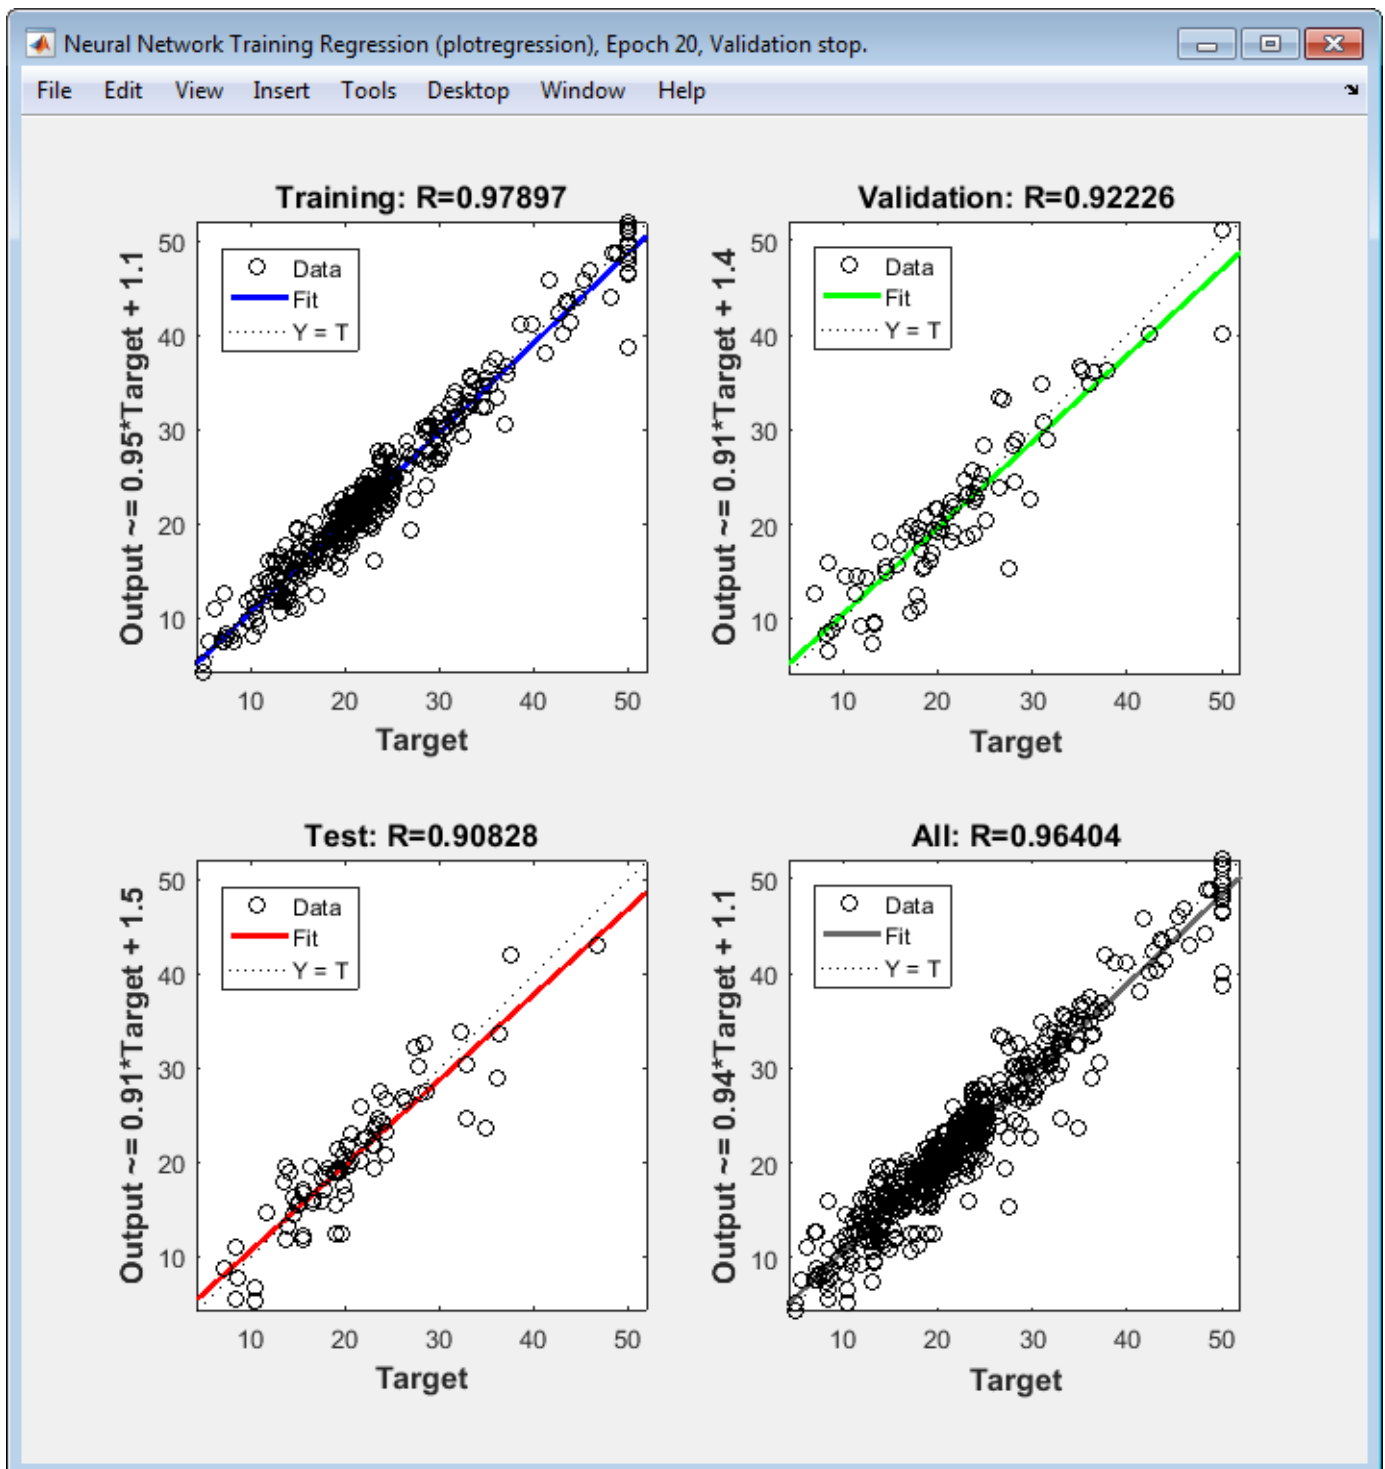 Neural Network Training Regression (plotregression), Epoch 20, Validation stop.
File Edit View Insert Tools Desktop Window Help
Training: R=0.97897
Output ~= 0.95*Target + 1.1
Data
Fit
Y = T
50
40
30
20
10
10 20 30 40 50
Target
Validation: R=0.92226
Output ~= 0.91*Target + 1.4
Data
Fit
Y = T
50
40
30
20
10
10 20 30 40 50
Target
Test: R=0.90828
Output ~= 0.91*Target + 1.5
Data
Fit
Y = T
50
40
30
20
10
10 20 30 40 50
Target
All: R=0.96404
Output ~= 0.94*Target + 1.1
Data
Fit
Y = T
50
40
30
20
10
10 20 30 40 50
Target